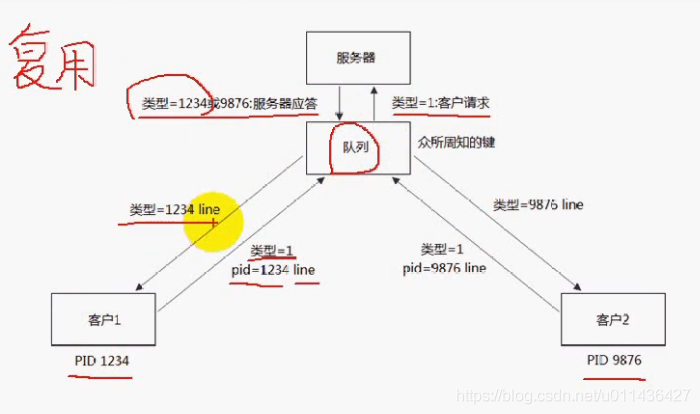 复用
服务器
类型=1234或9876:服务器应答
类型=1:客户请求
队列
众所周知的键
类型=1234 line
类型=9876 line
类型=1
pid=1234 line
类型=1
pid=9876 line
客户1
客户2
PID 1234
PID 9876
https://blog.csdn.net/u011436427